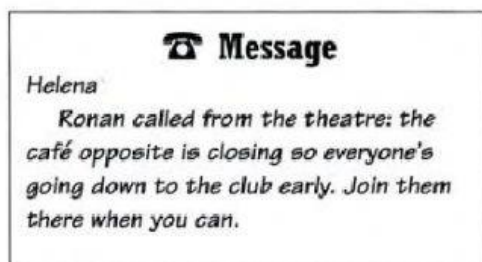 ☎ Message
Helena
Ronan called from the theatre: the
café opposite is closing so everyone's
going down to the club early. Join them
there when you can.